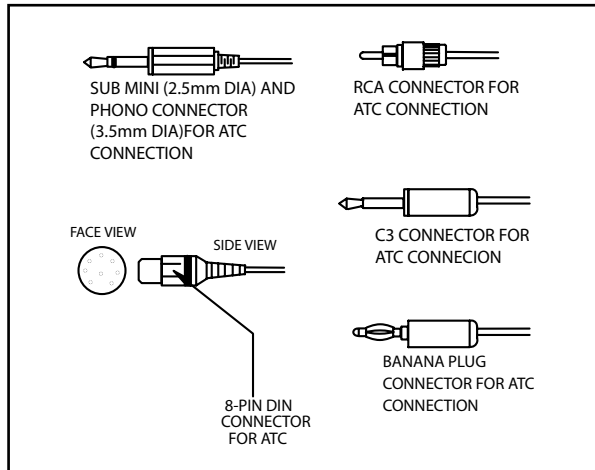 SUB MINI (2.5mm DIA) AND
PHONO CONNECTOR
(3.5mm DIA)FOR ATC
CONNECTION
RCA CONNECTOR FOR
ATC CONNECTION
C3 CONNECTOR FOR
ATC CONNECION
FACE VIEW
SIDE VIEW
8-PIN DIN
CONNECTOR
FOR ATC
BANANA PLUG
CONNECTOR FOR ATC
CONNECTION